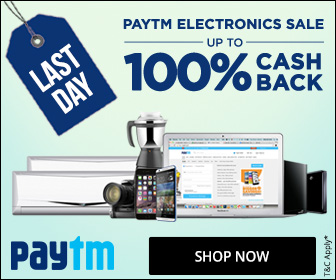 LAST
DAY
PAYTM ELECTRONICS SALE
UP TO
100% CASH
BACK
paytm
SHOP NOW
T&C Apply*